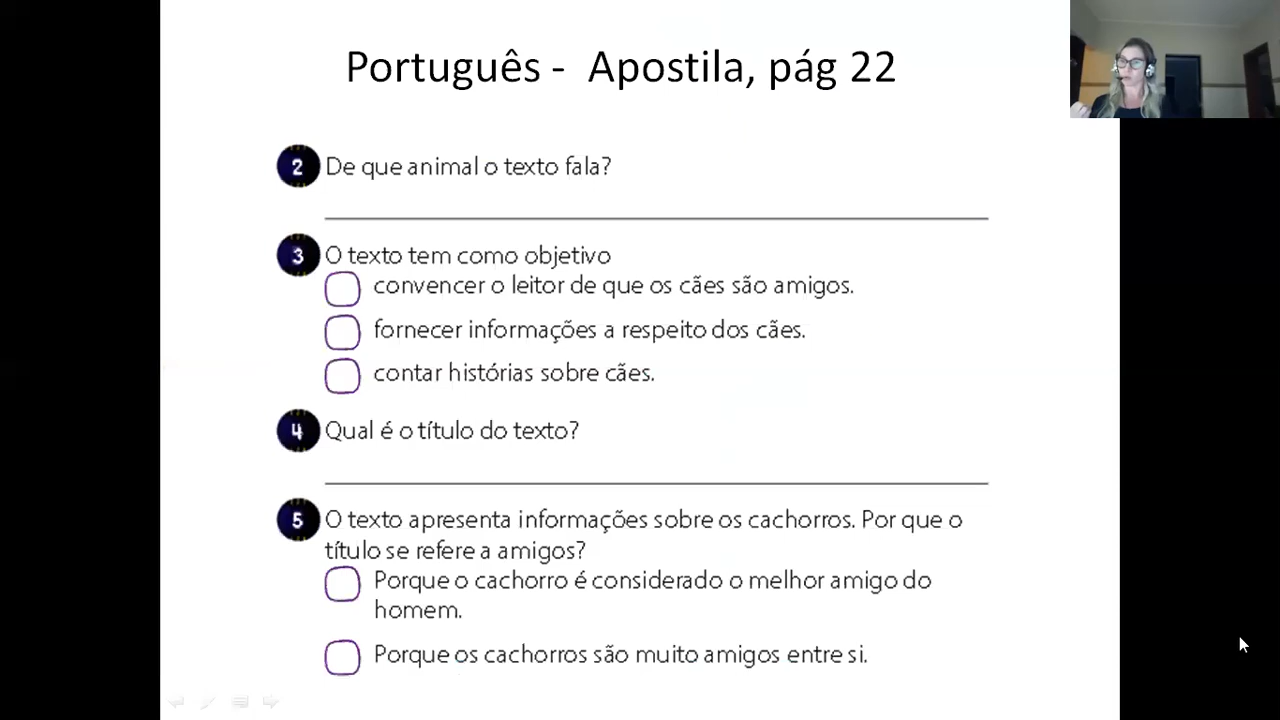 Português - Apostila, pág 22
2 De que animal o texto fala?
3 O texto tem como objetivo
convencer o leitor de que os cães são amigos.
fornecer informações a respeito dos cães.
contar histórias sobre cães.
4 Qual é o título do texto?
5 O texto apresenta informações sobre os cachorros. Por que o
título se refere a amigos?
Porque o cachorro é considerado o melhor amigo do
homem.
Porque os cachorros são muito amigos entre si.